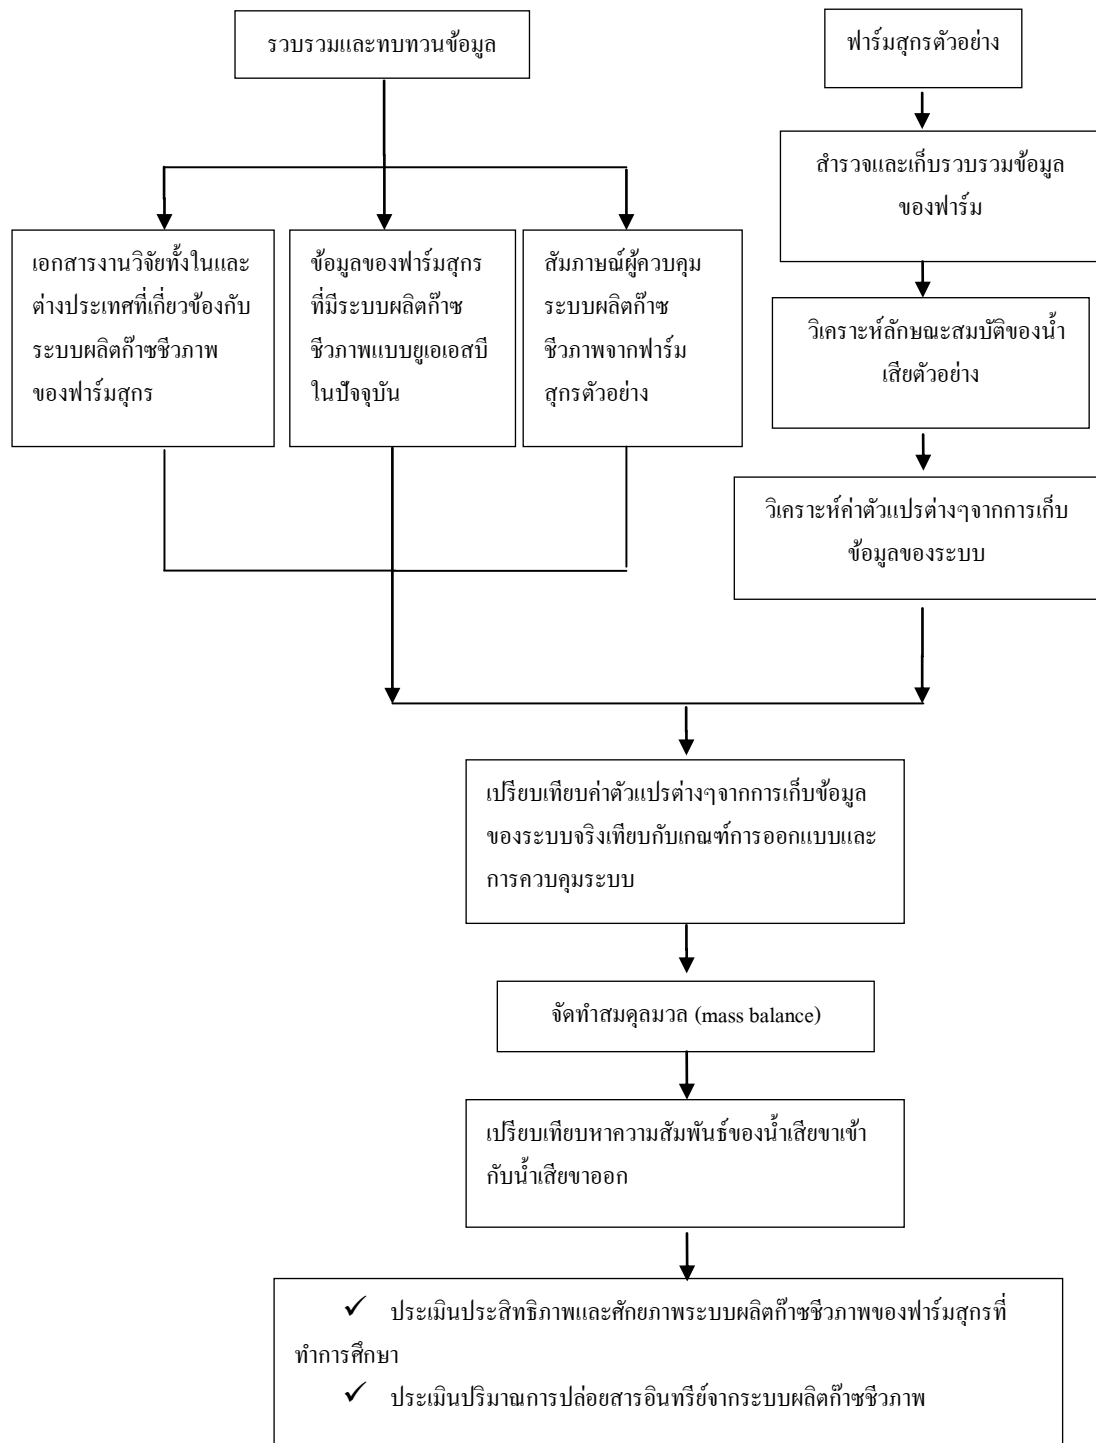 รวบรวมและทบทวนข้อมูล
ฟาร์มสุกรตัวอย่าง
สำรวจและเก็บรวบรวมข้อมูล
ของฟาร์ม
เอกสารงานวิจัยทั้งในและ
ต่างประเทศที่เกี่ยวข้องกับ
ระบบผลิตก๊าซชีวภาพ
ของฟาร์มสุกร
ข้อมูลของฟาร์มสุกร
ที่มีระบบผลิตก๊าซ
ชีวภาพแบบยูเอเอสบี
ในปัจจุบัน
สัมภาษณ์ผู้ควบคุม
ระบบผลิตก๊าซ
ชีวภาพจากฟาร์ม
สุกรตัวอย่าง
วิเคราะห์ลักษณะสมบัติของน้ำ
เสียตัวอย่าง
วิเคราะห์ค่าตัวแปรต่างๆจากการเก็บ
ข้อมูลของระบบ
เปรียบเทียบค่าตัวแปรต่างๆจากการเก็บข้อมูล
ของระบบจริงเทียบกับเกณฑ์การออกแบบและ
การควบคุมระบบ
จัดทำสมดุลมวล (mass balance)
เปรียบเทียบหาความสัมพันธ์ของน้ำเสียขาเข้า
กับน้ำเสียขาออก
✓ ประเมินประสิทธิภาพและศักยภาพระบบผลิตก๊าซชีวภาพของฟาร์มสุกรที่
ทำการศึกษา
✓ ประเมินปริมาณการปล่อยสารอินทรีย์จากระบบผลิตก๊าซชีวภาพ